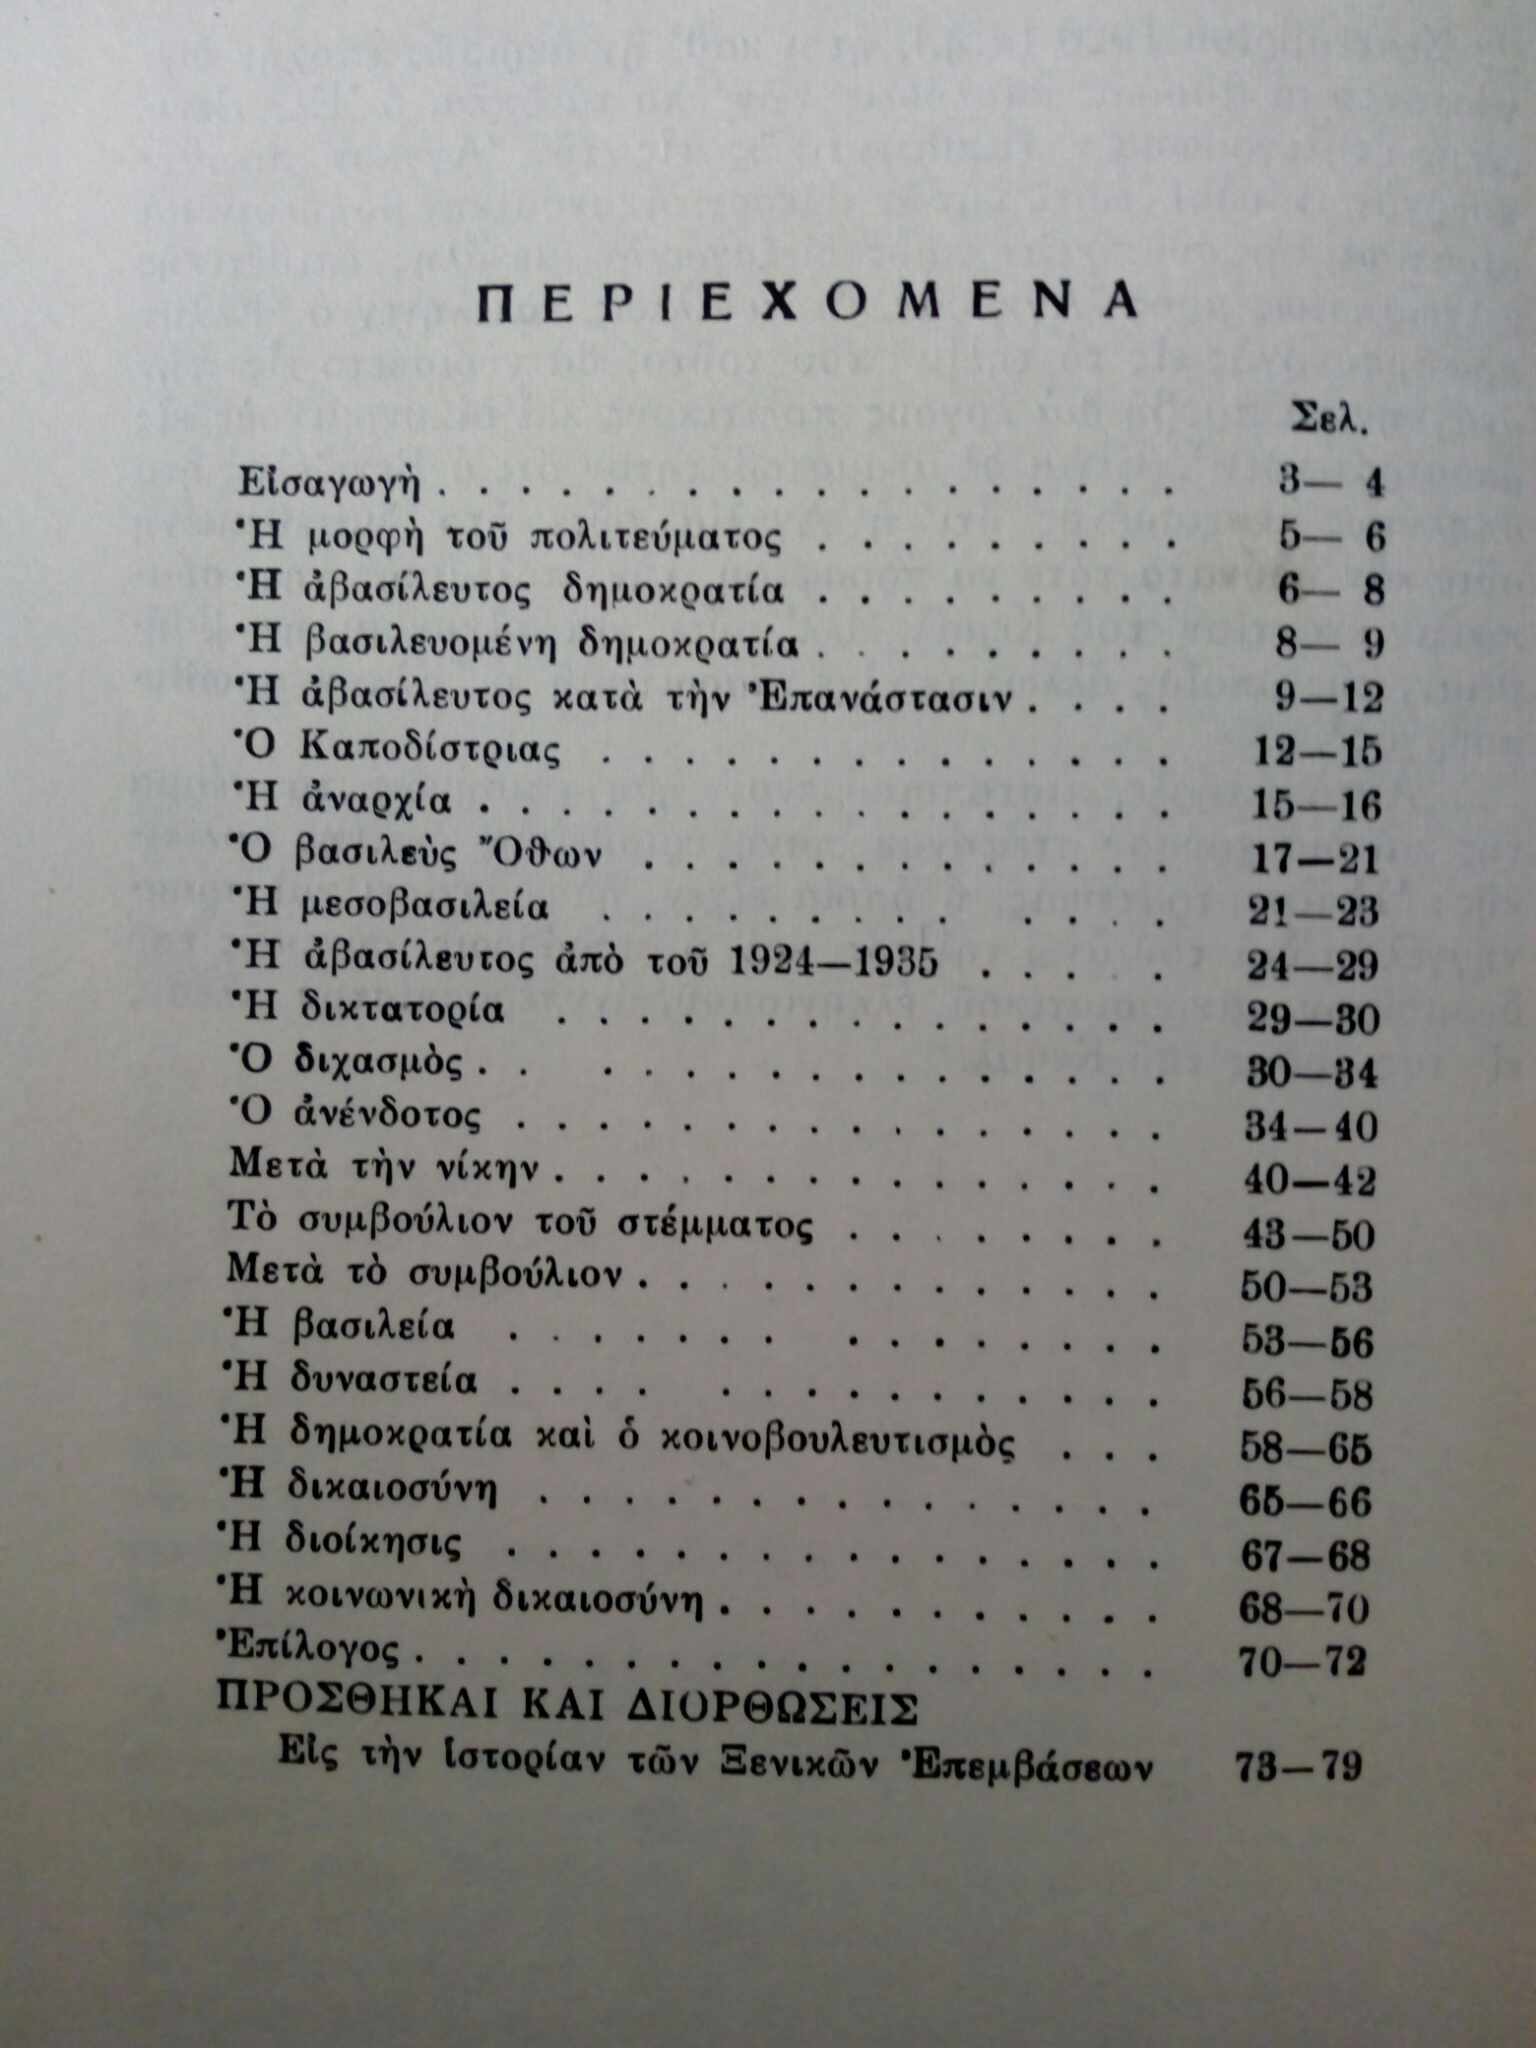 ΠΕΡΙΕΧΟΜΕΝΑ
Σελ.
Εἰσαγωγὴ . . . . . . . . . . . . . . . . . . 3— 4
Ἡ μορφὴ τοῦ πολιτεύματος . . . . . . . . . 5— 6
Ἡ ἀβασίλευτος δημοκρατία . . . . . . . . . 6— 8
Ἡ βασιλευομένη δημοκρατία . . . . . . . . . 8— 9
Ἡ ἀβασίλευτος κατὰ τὴν Ἐπανάστασιν . . . . 9—12
Ὁ Καποδίστριας . . . . . . . . . . . . . . 12—15
Ἡ ἀναρχία . . . . . . . . . . . . . . . . . 15—16
Ὁ βασιλεὺς Ὄθων . . . . . . . . . . . . . 17—21
Ἡ μεσοβασιλεία . . . . . . . . . . . . . 21—23
Ἡ ἀβασίλευτος ἀπὸ τοῦ 1924—1935 . . . . . 24—29
Ἡ δικτατορία . . . . . . . . . . . . . . . 29—30
Ὁ διχασμὸς . . . . . . . . . . . . . . . . 30—34
Ὁ ἀνένδοτος . . . . . . . . . . . . . . . . 34—40
Μετὰ τὴν νίκην . . . . . . . . . . . . . . . 40—42
Τὸ συμβούλιον τοῦ στέμματος . . . . . . . . 43—50
Μετὰ τὸ συμβούλιον . . . . . . . . . . . . . 50—53
Ἡ βασιλεία . . . . . . . . . . . . . . . 53—56
Ἡ δυναστεία . . . . . . . . . . . . . . . 56—58
Ἡ δημοκρατία καὶ ὁ κοινοβουλευτισμὸς . . . 58—65
Ἡ δικαιοσύνη . . . . . . . . . . . . . . . 65—66
Ἡ διοίκησις . . . . . . . . . . . . . . . . 67—68
Ἡ κοινωνικὴ δικαιοσύνη . . . . . . . . . . . 68—70
Ἐπίλογος . . . . . . . . . . . . . . . . . . 70—72
ΠΡΟΣΘΗΚΑΙ ΚΑΙ ΔΙΟΡΘΩΣΕΙΣ
Εἰς τὴν ἱστορίαν τῶν Ξενικῶν Ἐπεμβάσεων 73—79